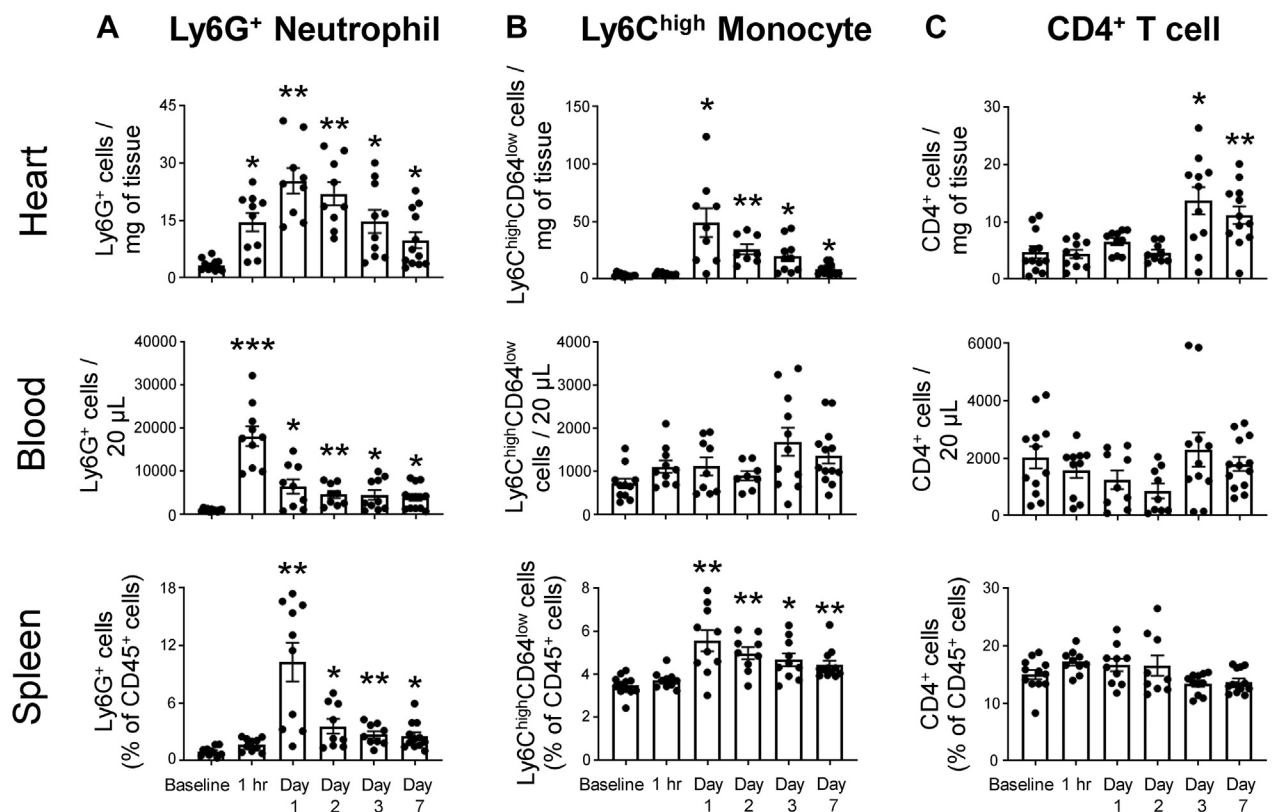 A Ly6G⁺ Neutrophil
B Ly6Cʰⁱᵍʰ Monocyte
C CD4⁺ T cell
Heart
Ly6G⁺ cells /
mg of tissue
45
30
15
0
*
**
**
*
*
Ly6CʰⁱᵍʰCD64ˡᵒʷ cells /
mg of tissue
150
100
50
0
*
**
*
*
CD4⁺ cells /
mg of tissue
30
20
10
0
*
**
Blood
Ly6G⁺ cells /
20 µL
40000
30000
20000
10000
0
***
*
**
*
*
Ly6CʰⁱᵍʰCD64ˡᵒʷ
cells / 20 µL
4000
3000
2000
1000
0
CD4⁺ cells /
20 µL
6000
4000
2000
0
Spleen
Ly6G⁺ cells
(% of CD45⁺ cells)
18
12
6
0
**
*
**
*
Baseline 1 hr Day 1 Day 2 Day 3 Day 7
Ly6CʰⁱᵍʰCD64ˡᵒʷ cells
(% of CD45⁺ cells)
8
6
4
2
0
**
**
*
**
Baseline 1 hr Day 1 Day 2 Day 3 Day 7
CD4⁺ cells
(% of CD45⁺ cells)
30
20
10
0
Baseline 1 hr Day 1 Day 2 Day 3 Day 7